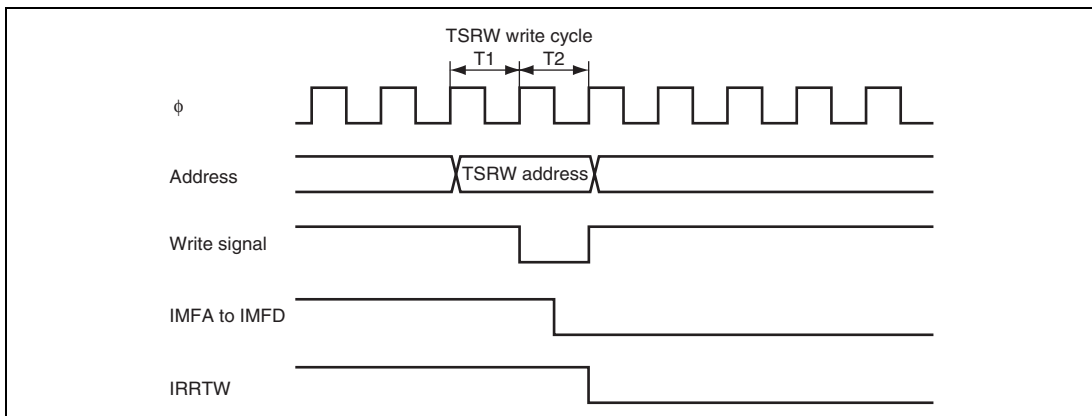 TSRW write cycle
T1 T2
ϕ
Address
TSRW address
Write signal
IMFA to IMFD
IRRTW